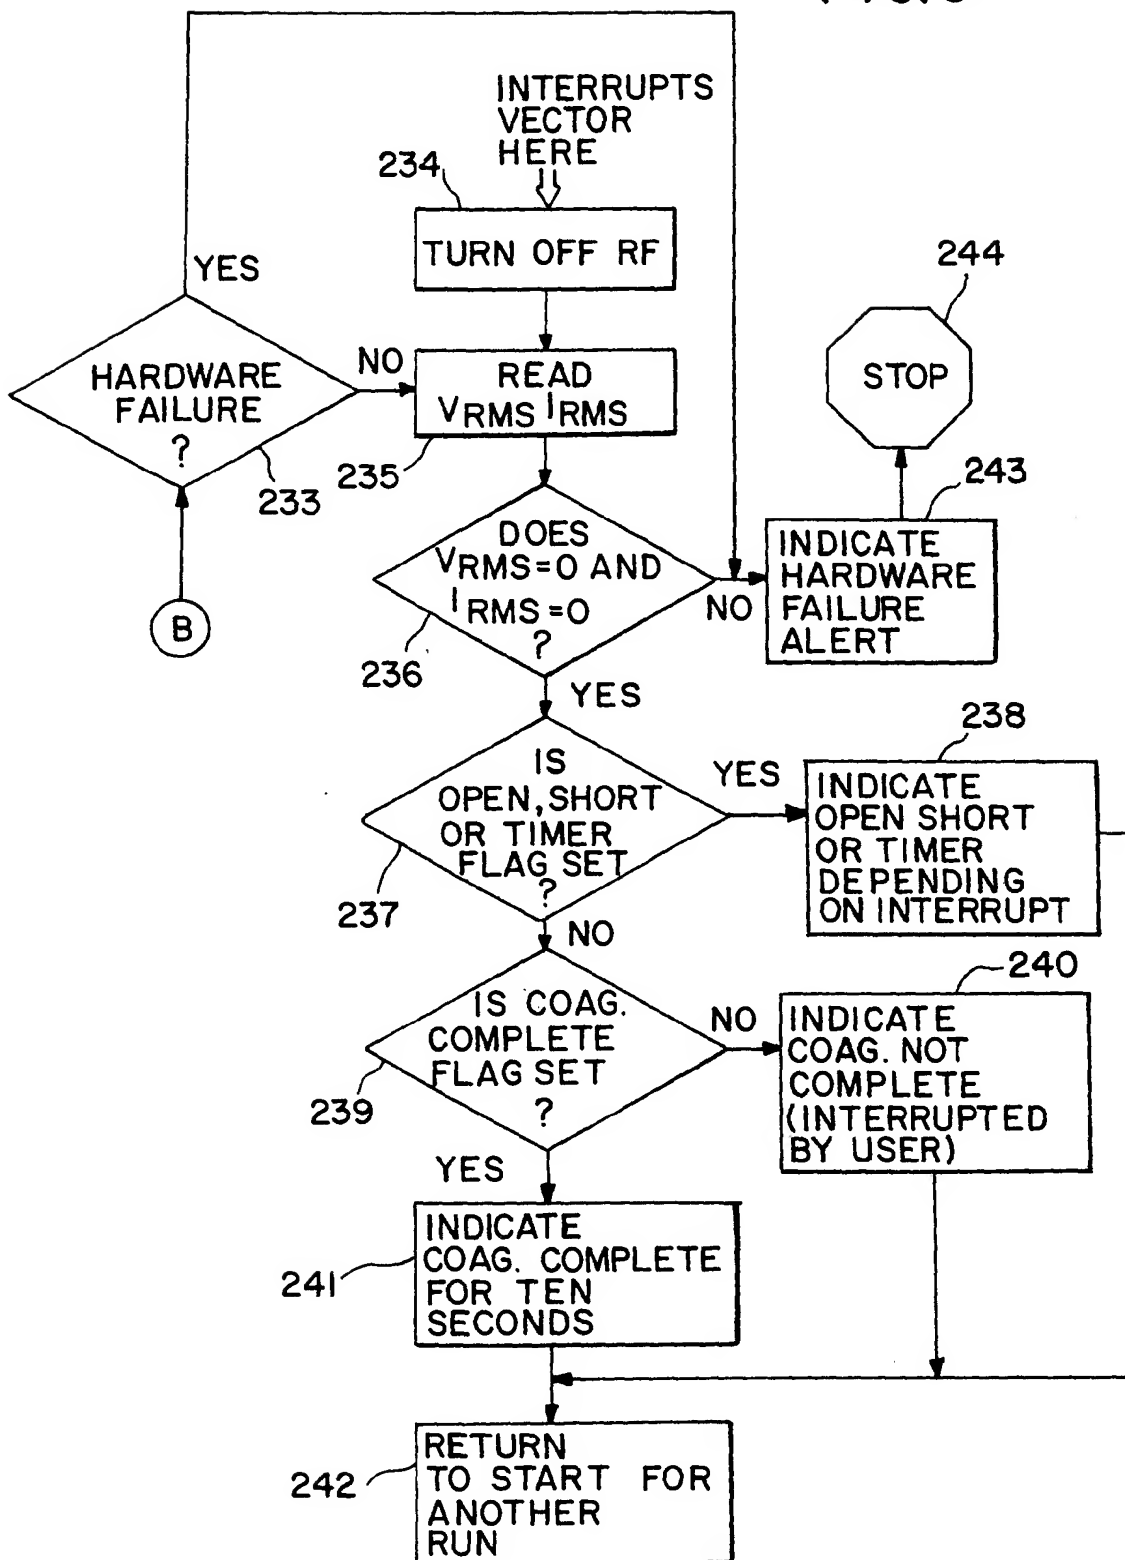 INTERRUPTS
VECTOR
HERE
234
TURN OFF RF
YES
244
HARDWARE
FAILURE
?
NO
READ
VRMS IRMS
STOP
233
235
243
DOES
VRMS=0 AND
IRMS=0
?
NO
INDICATE
HARDWARE
FAILURE
ALERT
B
236
YES
238
IS
OPEN, SHORT
OR TIMER
FLAG SET
?
YES
INDICATE
OPEN SHORT
OR TIMER
DEPENDING
ON INTERRUPT
237
NO
240
IS COAG.
COMPLETE
FLAG SET
?
NO
INDICATE
COAG. NOT
COMPLETE
(INTERRUPTED
BY USER)
239
YES
INDICATE
COAG. COMPLETE
FOR TEN
SECONDS
241
RETURN
TO START FOR
ANOTHER
RUN
242